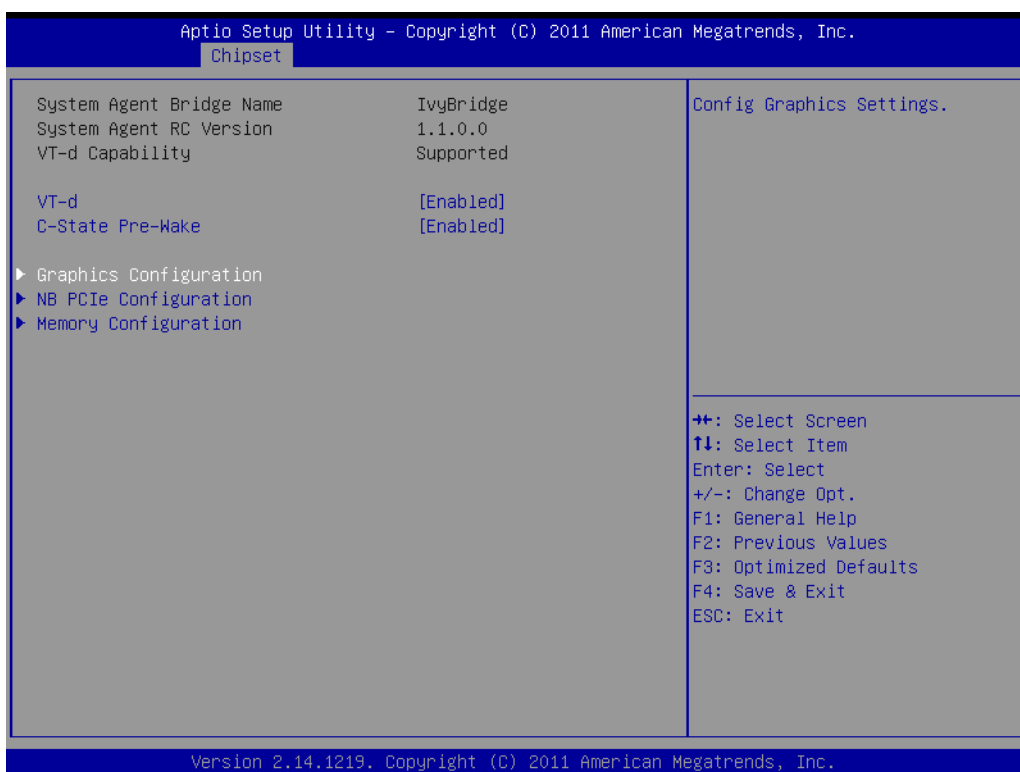 Aptio Setup Utility – Copyright (C) 2011 American Megatrends, Inc.
Chipset
System Agent Bridge Name IvyBridge
System Agent RC Version 1.1.0.0
VT-d Capability Supported
VT-d [Enabled]
C-State Pre-Wake [Enabled]
▶ Graphics Configuration
▶ NB PCIe Configuration
▶ Memory Configuration
Config Graphics Settings.
→←: Select Screen
↑↓: Select Item
Enter: Select
+/-: Change Opt.
F1: General Help
F2: Previous Values
F3: Optimized Defaults
F4: Save & Exit
ESC: Exit
Version 2.14.1219. Copyright (C) 2011 American Megatrends, Inc.